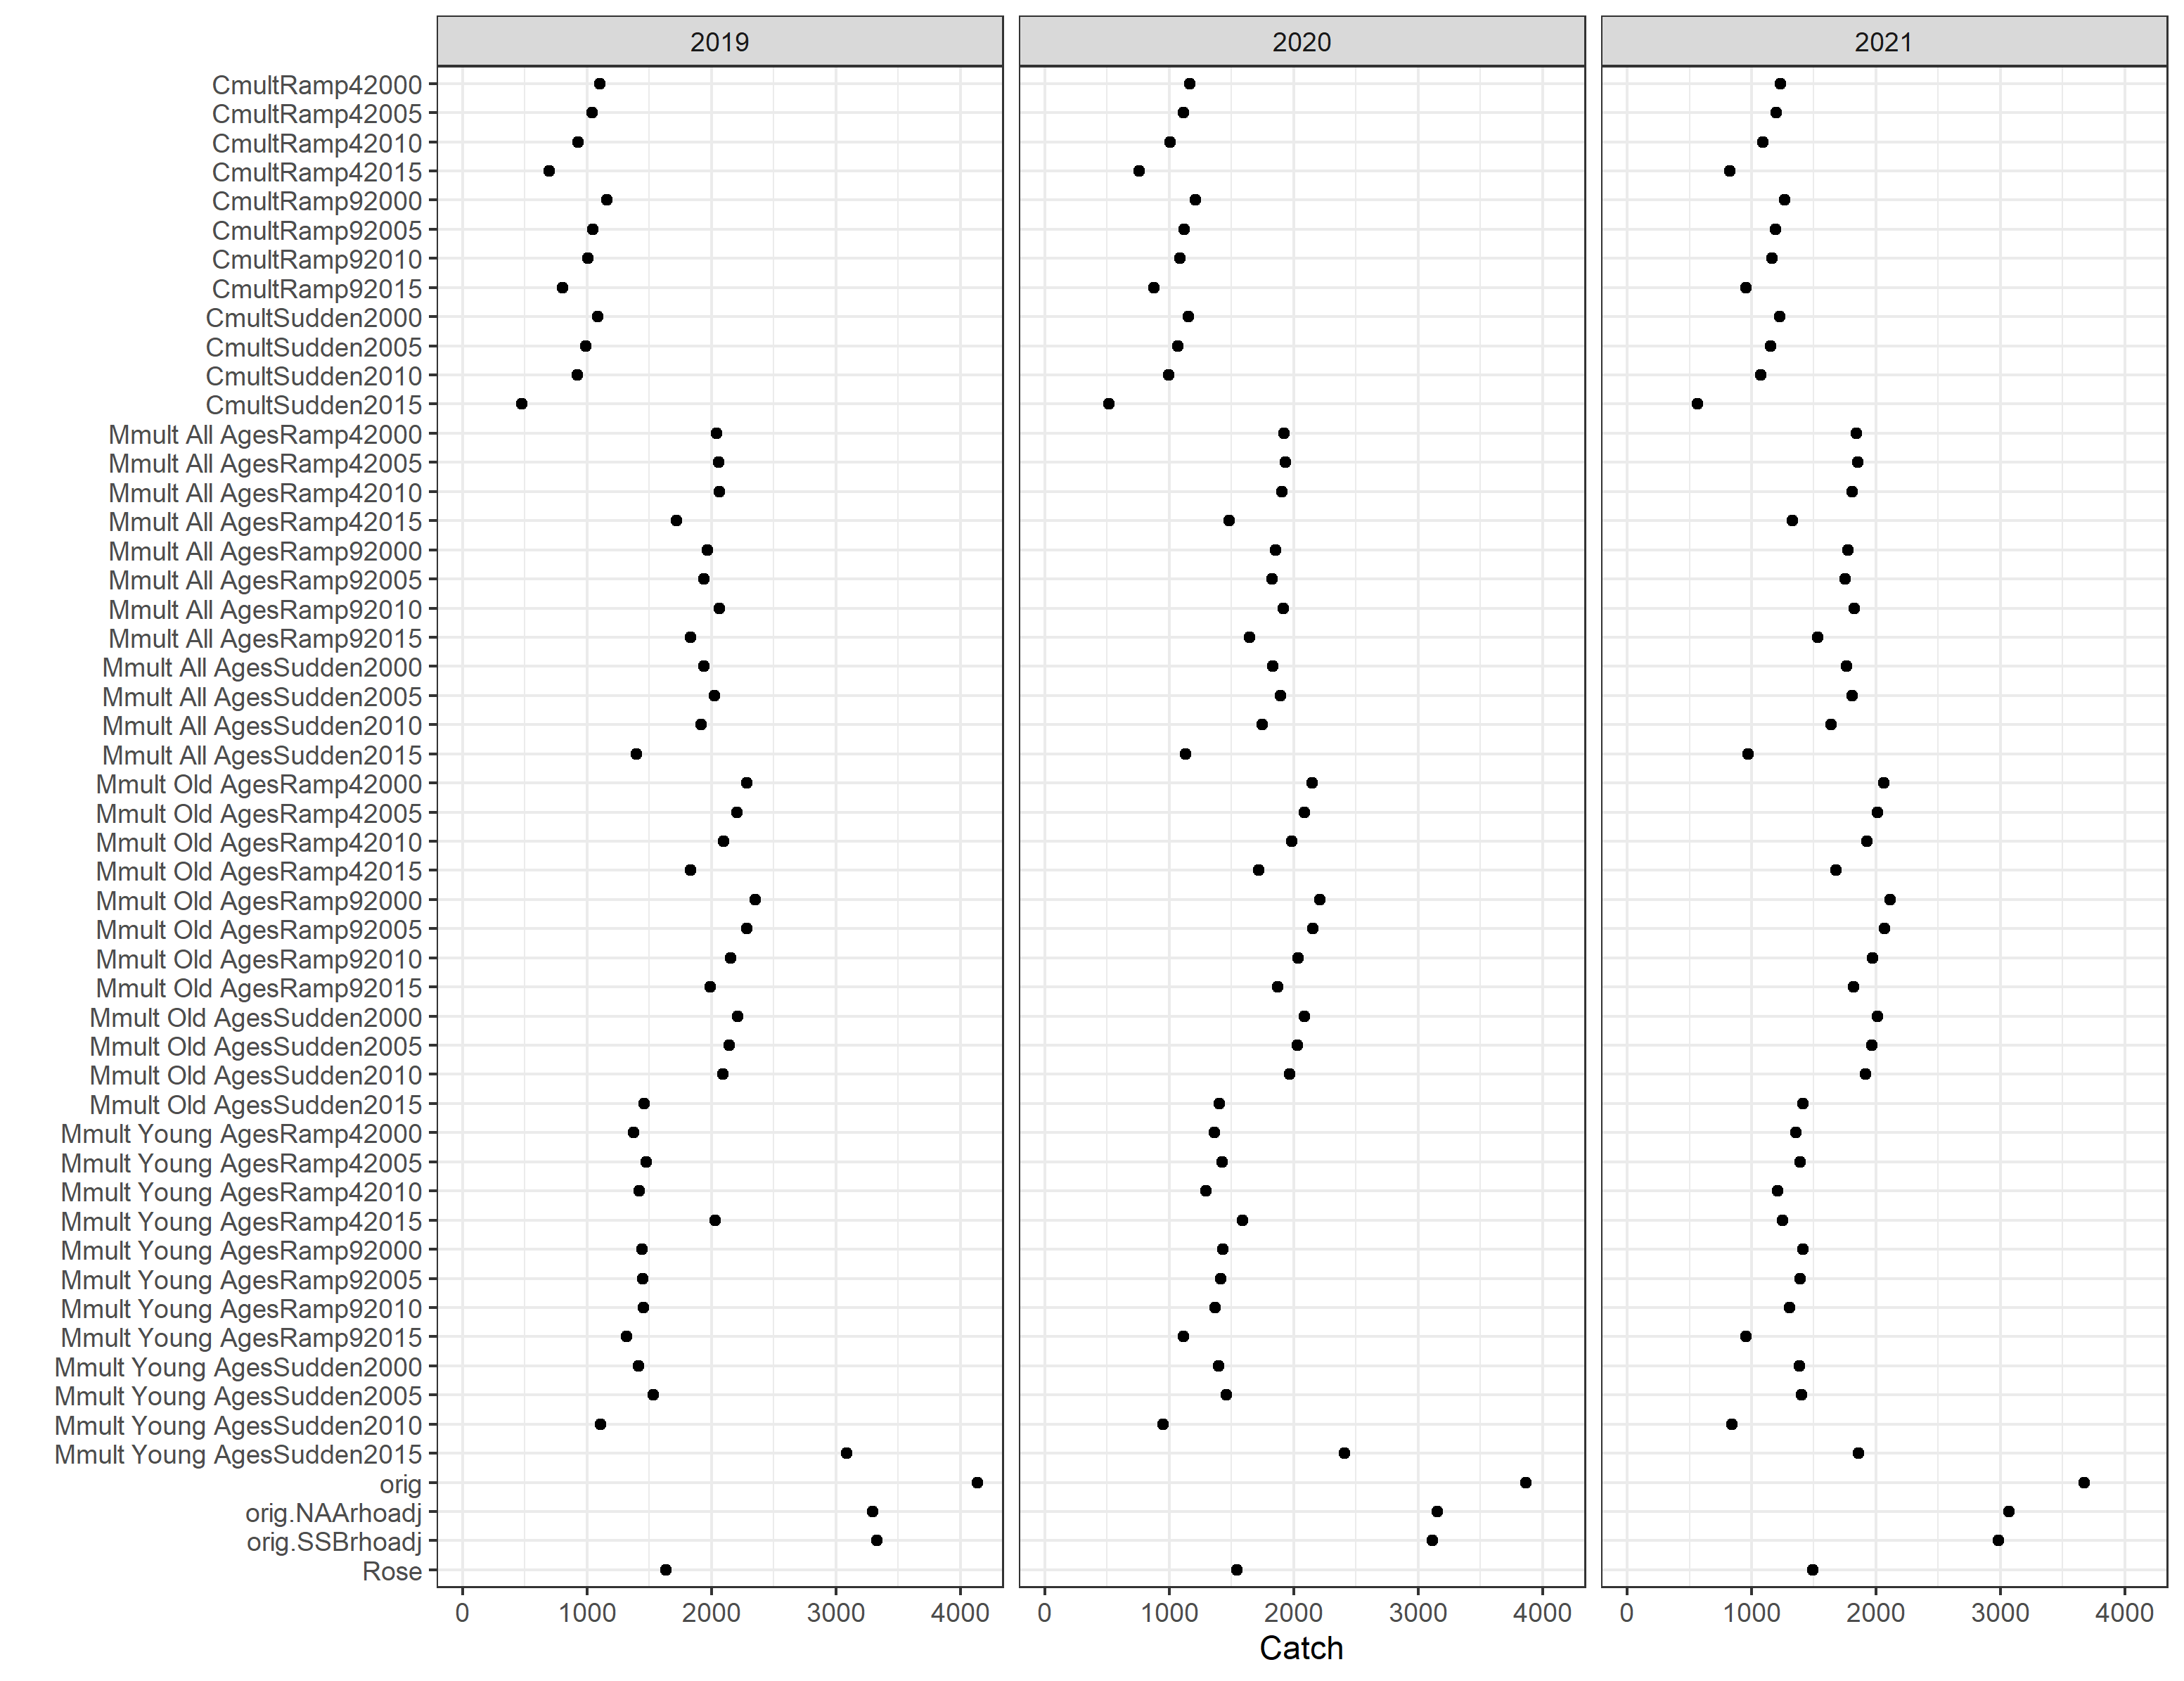 2019 2020 2021
CmultRamp42000
CmultRamp42005
CmultRamp42010
CmultRamp42015
CmultRamp92000
CmultRamp92005
CmultRamp92010
CmultRamp92015
CmultSudden2000
CmultSudden2005
CmultSudden2010
CmultSudden2015
Mmult All AgesRamp42000
Mmult All AgesRamp42005
Mmult All AgesRamp42010
Mmult All AgesRamp42015
Mmult All AgesRamp92000
Mmult All AgesRamp92005
Mmult All AgesRamp92010
Mmult All AgesRamp92015
Mmult All AgesSudden2000
Mmult All AgesSudden2005
Mmult All AgesSudden2010
Mmult All AgesSudden2015
Mmult Old AgesRamp42000
Mmult Old AgesRamp42005
Mmult Old AgesRamp42010
Mmult Old AgesRamp42015
Mmult Old AgesRamp92000
Mmult Old AgesRamp92005
Mmult Old AgesRamp92010
Mmult Old AgesRamp92015
Mmult Old AgesSudden2000
Mmult Old AgesSudden2005
Mmult Old AgesSudden2010
Mmult Old AgesSudden2015
Mmult Young AgesRamp42000
Mmult Young AgesRamp42005
Mmult Young AgesRamp42010
Mmult Young AgesRamp42015
Mmult Young AgesRamp92000
Mmult Young AgesRamp92005
Mmult Young AgesRamp92010
Mmult Young AgesRamp92015
Mmult Young AgesSudden2000
Mmult Young AgesSudden2005
Mmult Young AgesSudden2010
Mmult Young AgesSudden2015
orig
orig.NAArhoadj
orig.SSBrhoadj
Rose
0 1000 2000 3000 4000 0 1000 2000 3000 4000 0 1000 2000 3000 4000
Catch